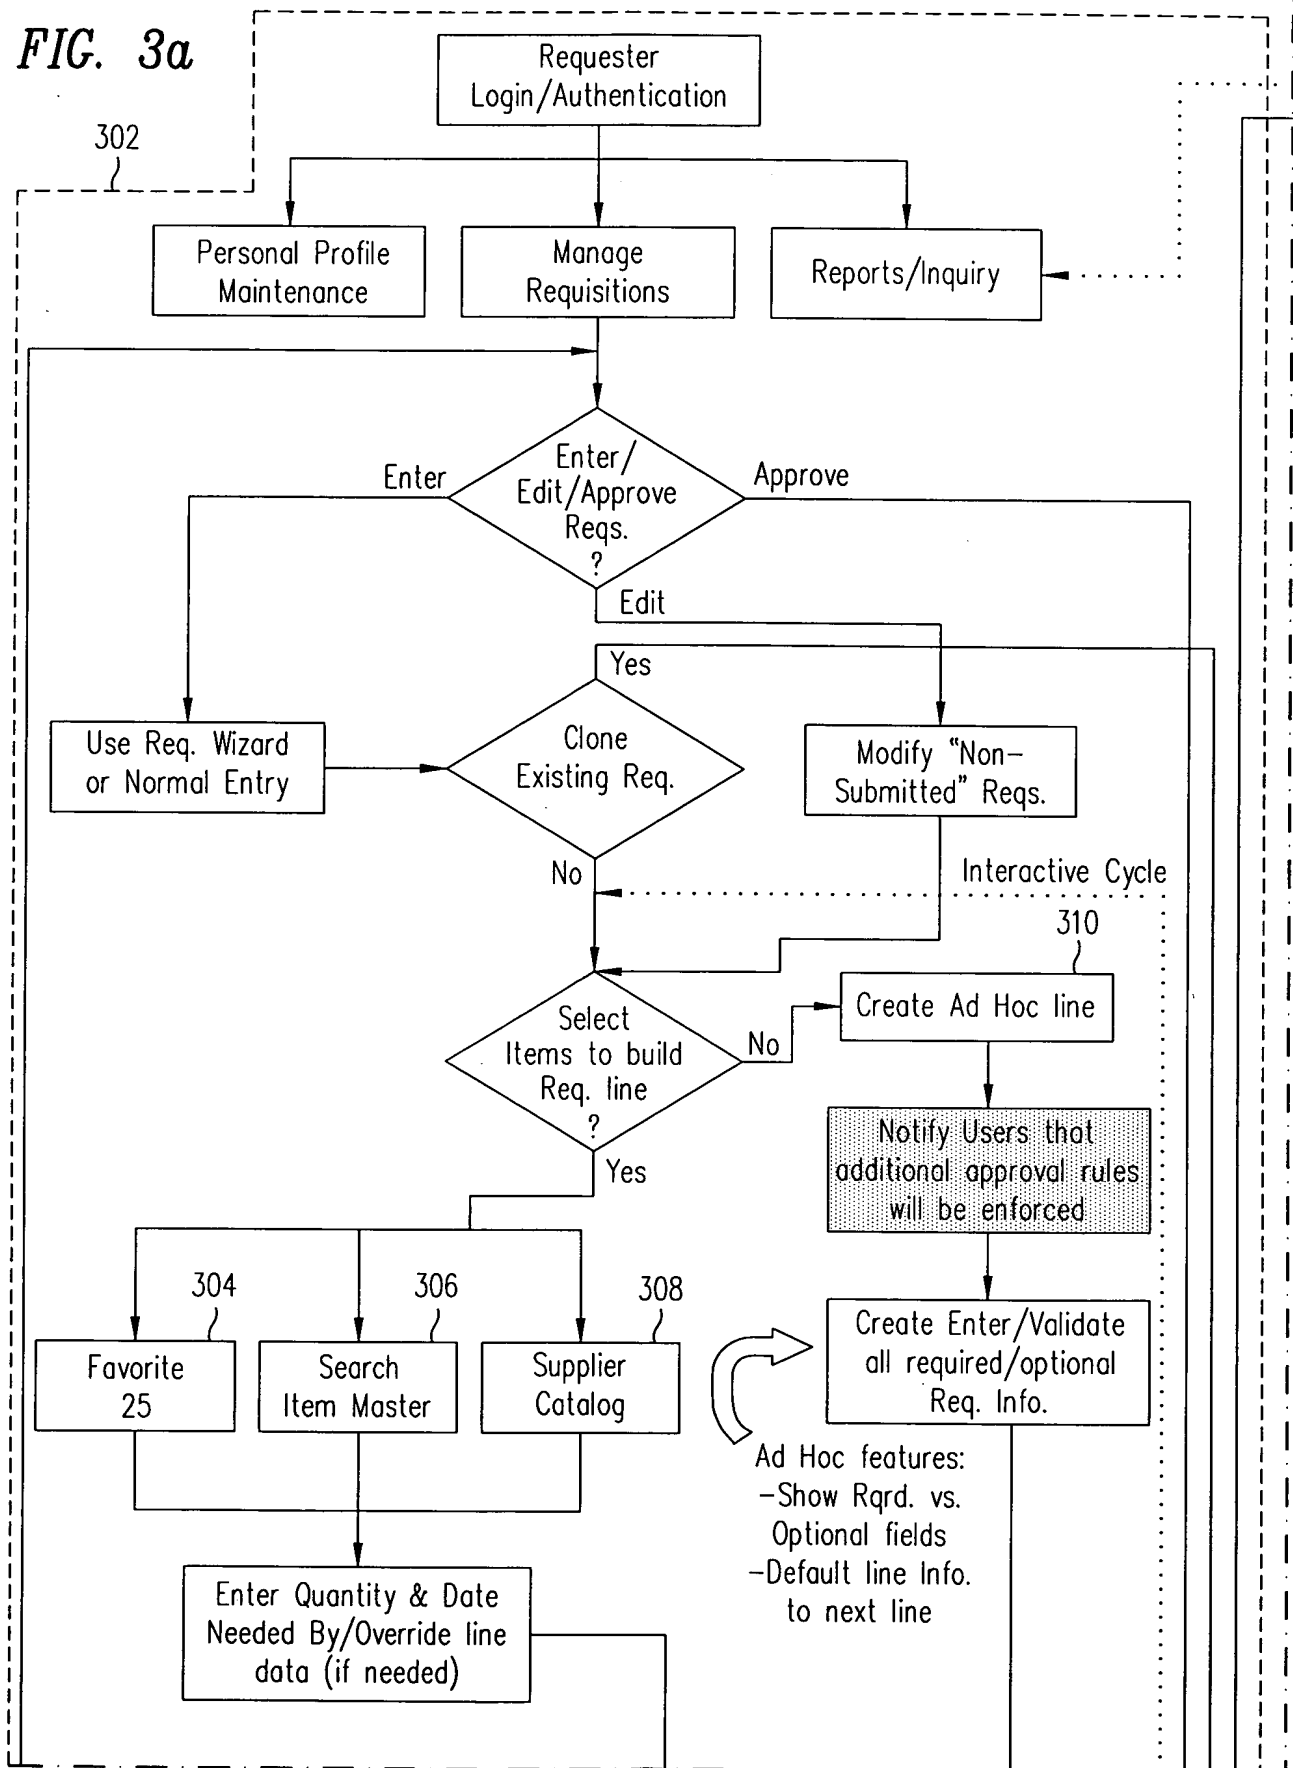 FIG. 3a
Requester
Login/Authentication
302
Personal Profile
Maintenance
Manage
Requisitions
Reports/Inquiry
Enter/
Edit/Approve
Reqs.
?
Enter
Approve
Edit
Yes
Use Req. Wizard
or Normal Entry
Clone
Existing Req.
Modify “Non-
Submitted” Reqs.
No
Interactive Cycle
310
Select
Items to build
Req. line
?
No
Create Ad Hoc line
Yes
Notify Users that
additional approval rules
will be enforced
304
306
308
Favorite
25
Search
Item Master
Supplier
Catalog
Create Enter/Validate
all required/optional
Req. Info.
Ad Hoc features:
-Show Rqrd. vs.
Optional fields
-Default line Info.
to next line
Enter Quantity & Date
Needed By/Override line
data (if needed)